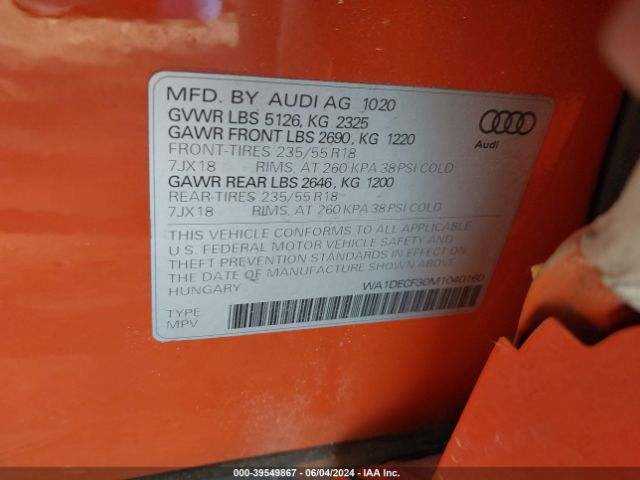 MFD. BY AUDI AG 1020
GVWR LBS 5126, KG 2325
GAWR FRONT LBS 2690, KG 1220
FRONT-TIRES 235/55 R18
7JX18 RIMS, AT 260 KPA 38 PSI COLD
GAWR REAR LBS 2646, KG 1200
REAR-TIRES 235/55 R18
7JX18 RIMS, AT 260 KPA 38 PSI COLD
Audi
THIS VEHICLE CONFORMS TO ALL APPLICABLE
U.S. FEDERAL MOTOR VEHICLE SAFETY AND
THEFT PREVENTION STANDARDS IN EFFECT ON
THE DATE OF MANUFACTURE SHOWN ABOVE.
HUNGARY WA1DECF30M1040160
TYPE
MPV
000-39549867 - 06/04/2024 - IAA Inc.